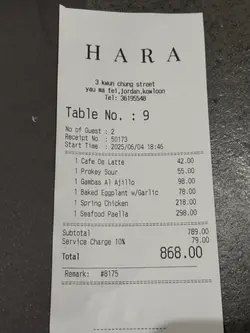 HARA
3 kwun chung street
yau ma tei,jordan,kowloon
Tel: 36195540
Table No. : 9
No of Guest : 2
Receipt No : 50173
Start Time : 2025/06/04 18:46
1 Cafe De Latte 42.00
1 Prokey Sour 55.00
1 Gambas Al Ajillo 98.00
1 Baked Eggplant w/Garlic 78.00
1 Spring Chicken 218.00
1 Seafood Paella 298.00
Subtotal 789.00
Service Charge 10% 79.00
Total 868.00
Remark: #8175